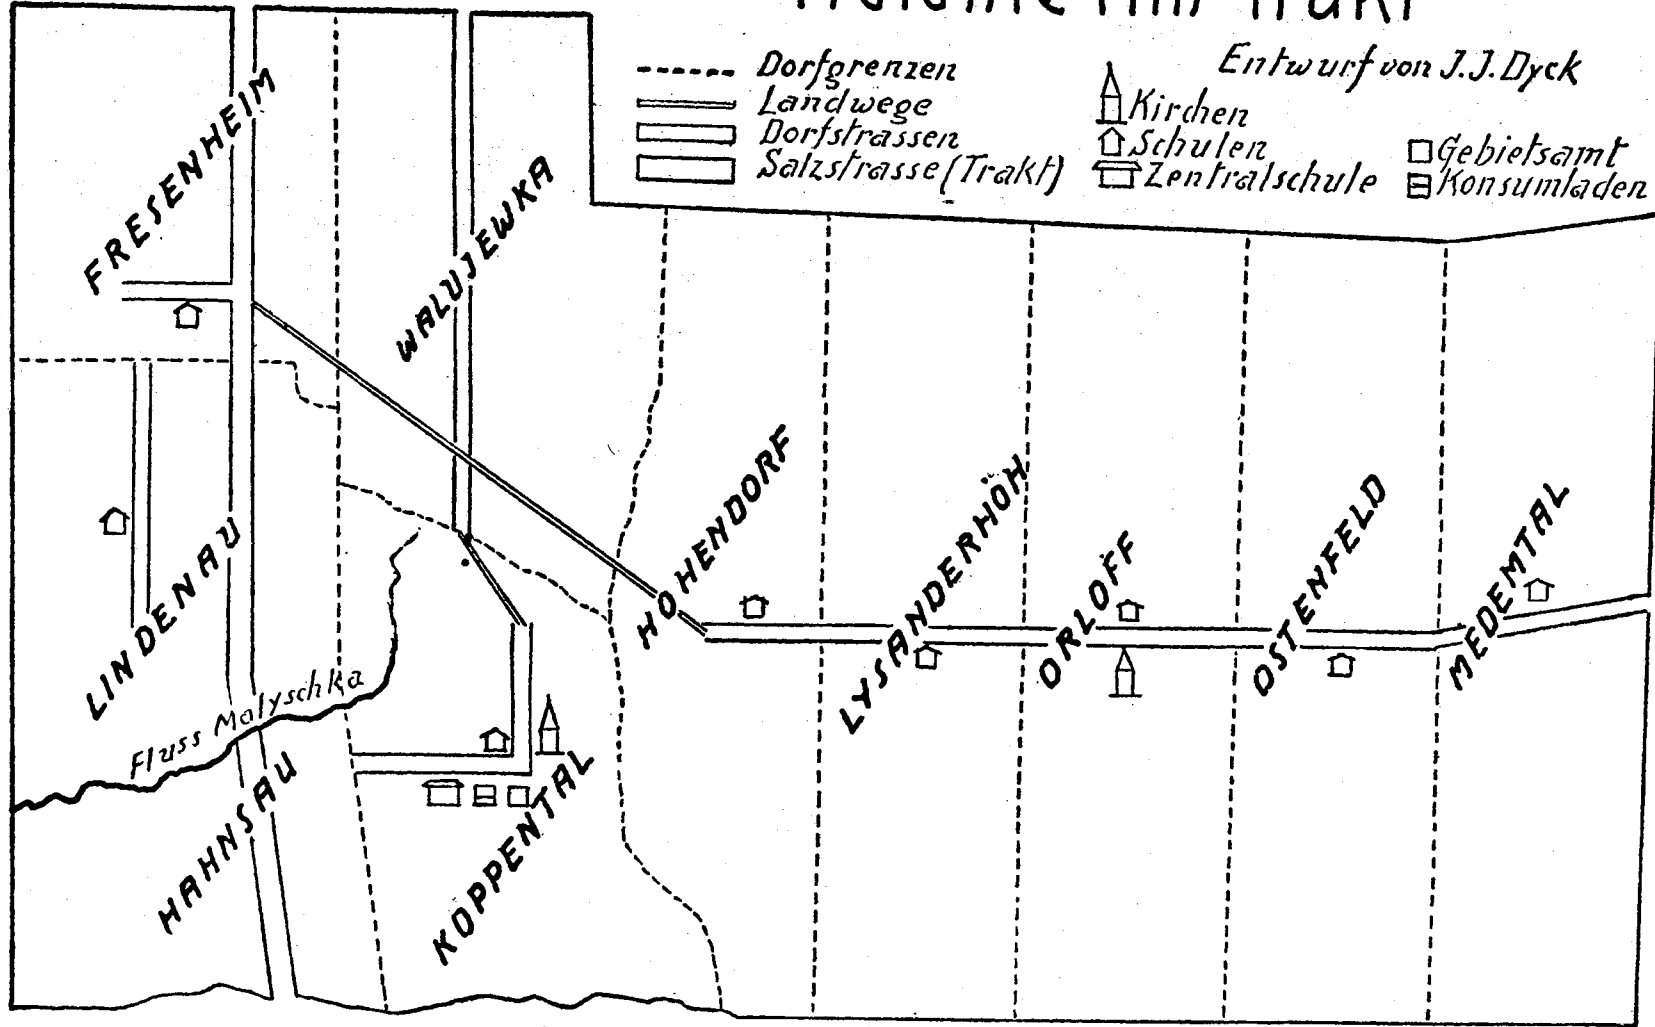 Entwurf von J.J. Dyck
Dorfgrenzen
Landwege
Dorfstrassen
Salzstrasse (Trakt)
Kirchen
Schulen
Zentralschule
Gebietsamt
Konsumladen
FRESENHEIM
WALUJEWKA
HOHENDORF
LYSANDERHÖH
ORLOFF
OSTENFELD
MEDEMTAL
LINDENAU
Fluss Malyschka
HAHNSAU
KOPPENTAL